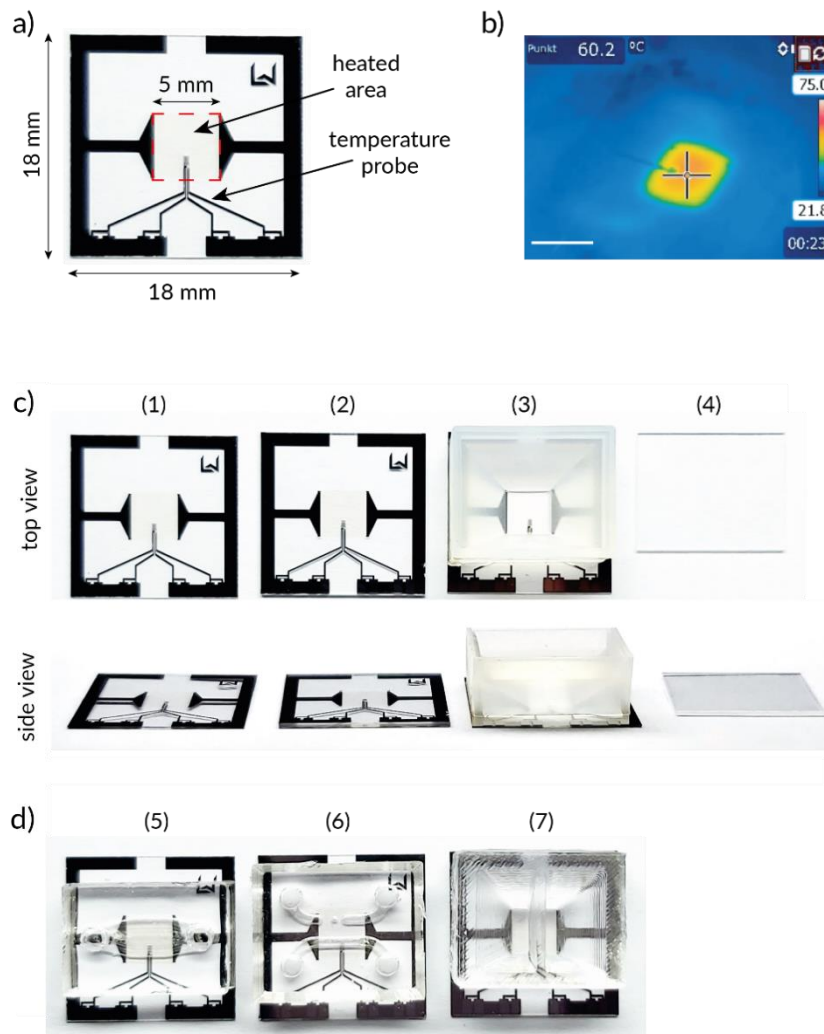 a)
b)
5 mm
heated
area
temperature
probe
18 mm
18 mm
Punkt 60.2 °C
75.0
21.8
00:23
c)
(1) (2) (3) (4)
top view
side view
d)
(5) (6) (7)